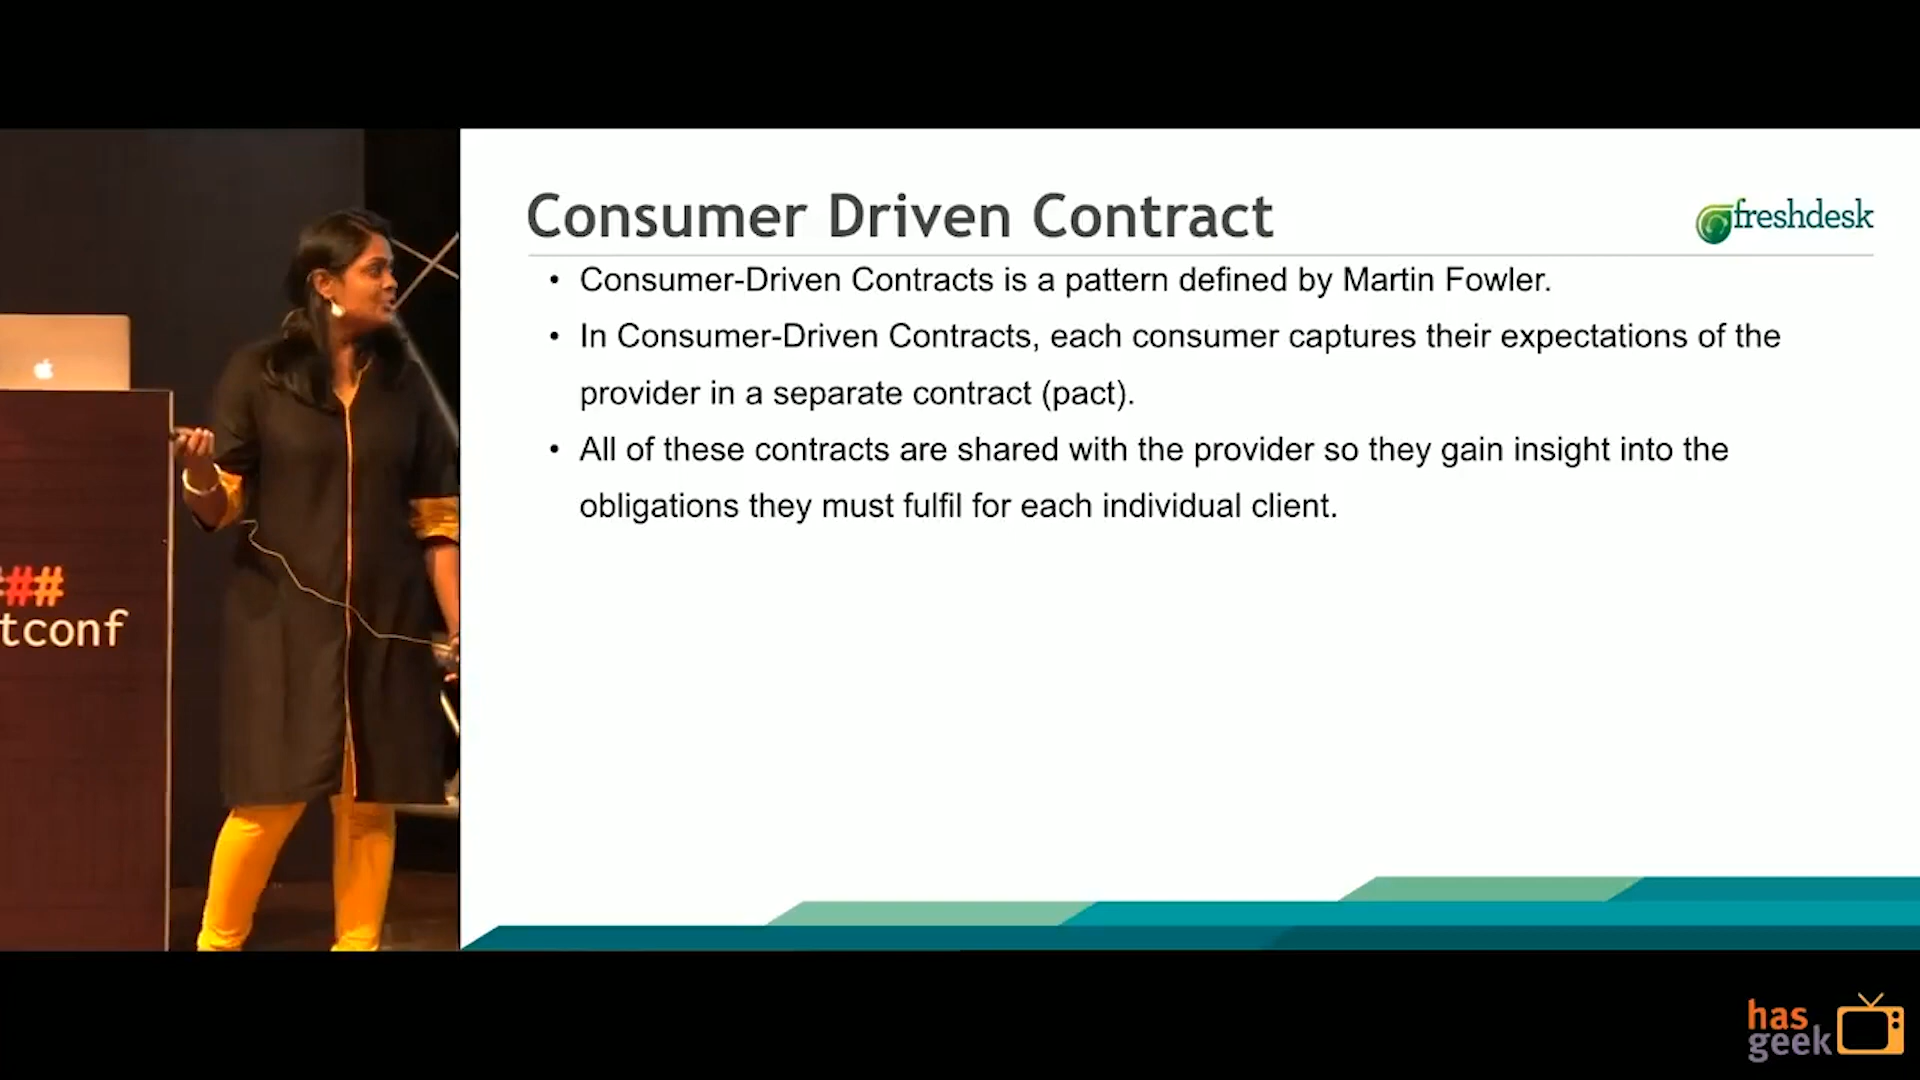 Consumer Driven Contract
freshdesk
• Consumer-Driven Contracts is a pattern defined by Martin Fowler.
• In Consumer-Driven Contracts, each consumer captures their expectations of the
provider in a separate contract (pact).
• All of these contracts are shared with the provider so they gain insight into the
obligations they must fulfil for each individual client.
###
tconf
has
geek